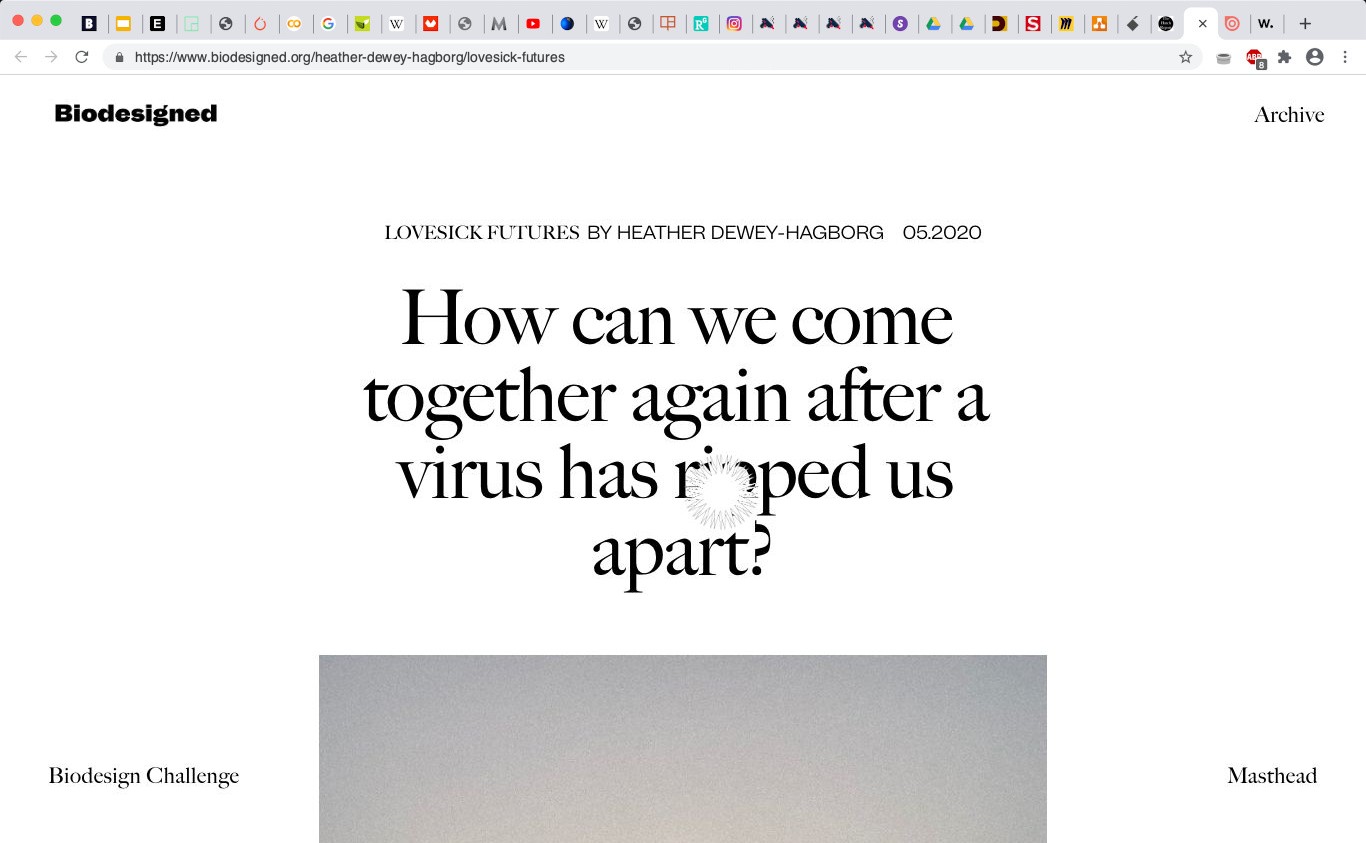 https://www.biodesigned.org/heather-dewey-hagborg/lovesick-futures
Biodesigned
Archive
LOVESICK FUTURES BY HEATHER DEWEY-HAGBORG 05.2020
How can we come
together again after a
virus has ripped us
apart?
Biodesign Challenge
Masthead